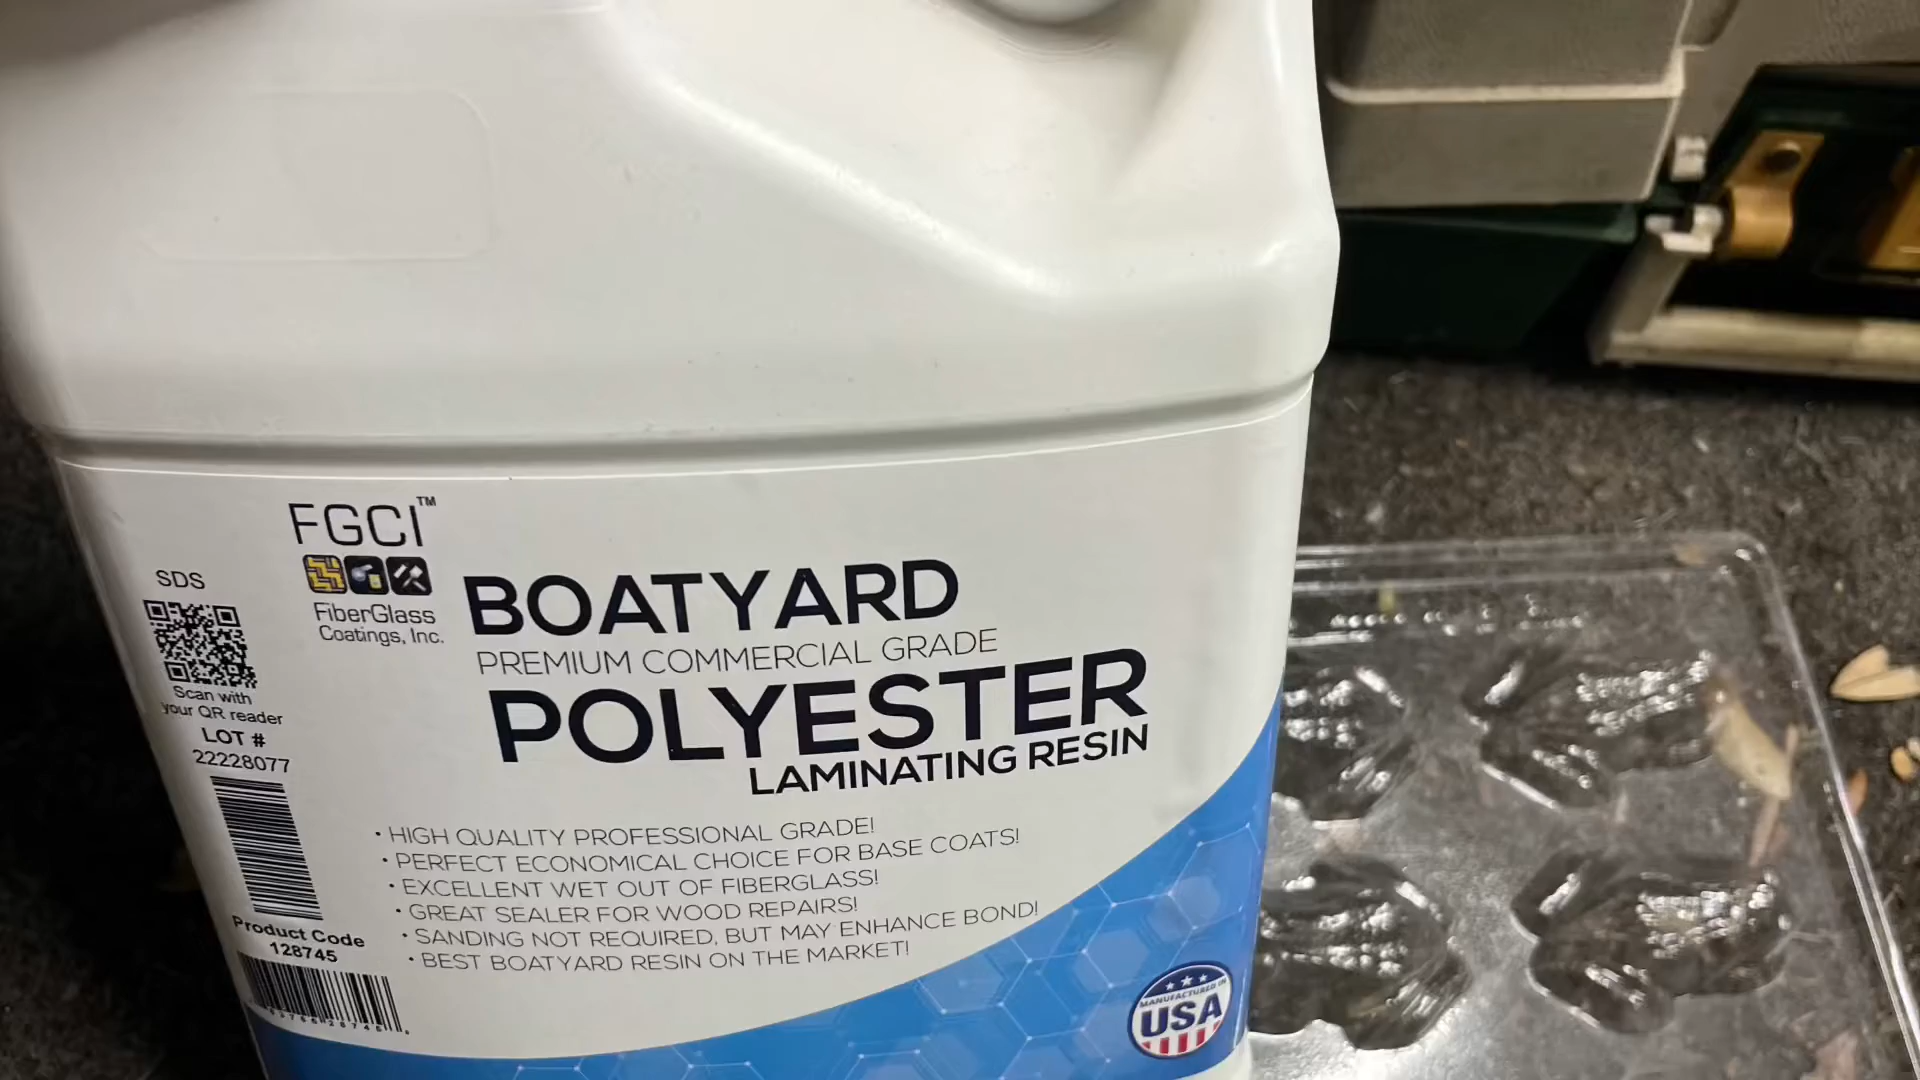 FGCI™
FiberGlass
Coatings, Inc.
SDS
Scan with
your QR reader
LOT #
22228077
Product Code
128745
BOATYARD
PREMIUM COMMERCIAL GRADE
POLYESTER
LAMINATING RESIN
• HIGH QUALITY PROFESSIONAL GRADE!
• PERFECT ECONOMICAL CHOICE FOR BASE COATS!
• EXCELLENT WET OUT OF FIBERGLASS!
• GREAT SEALER FOR WOOD REPAIRS!
• SANDING NOT REQUIRED, BUT MAY ENHANCE BOND!
• BEST BOATYARD RESIN ON THE MARKET!
MANUFACTURED IN
USA